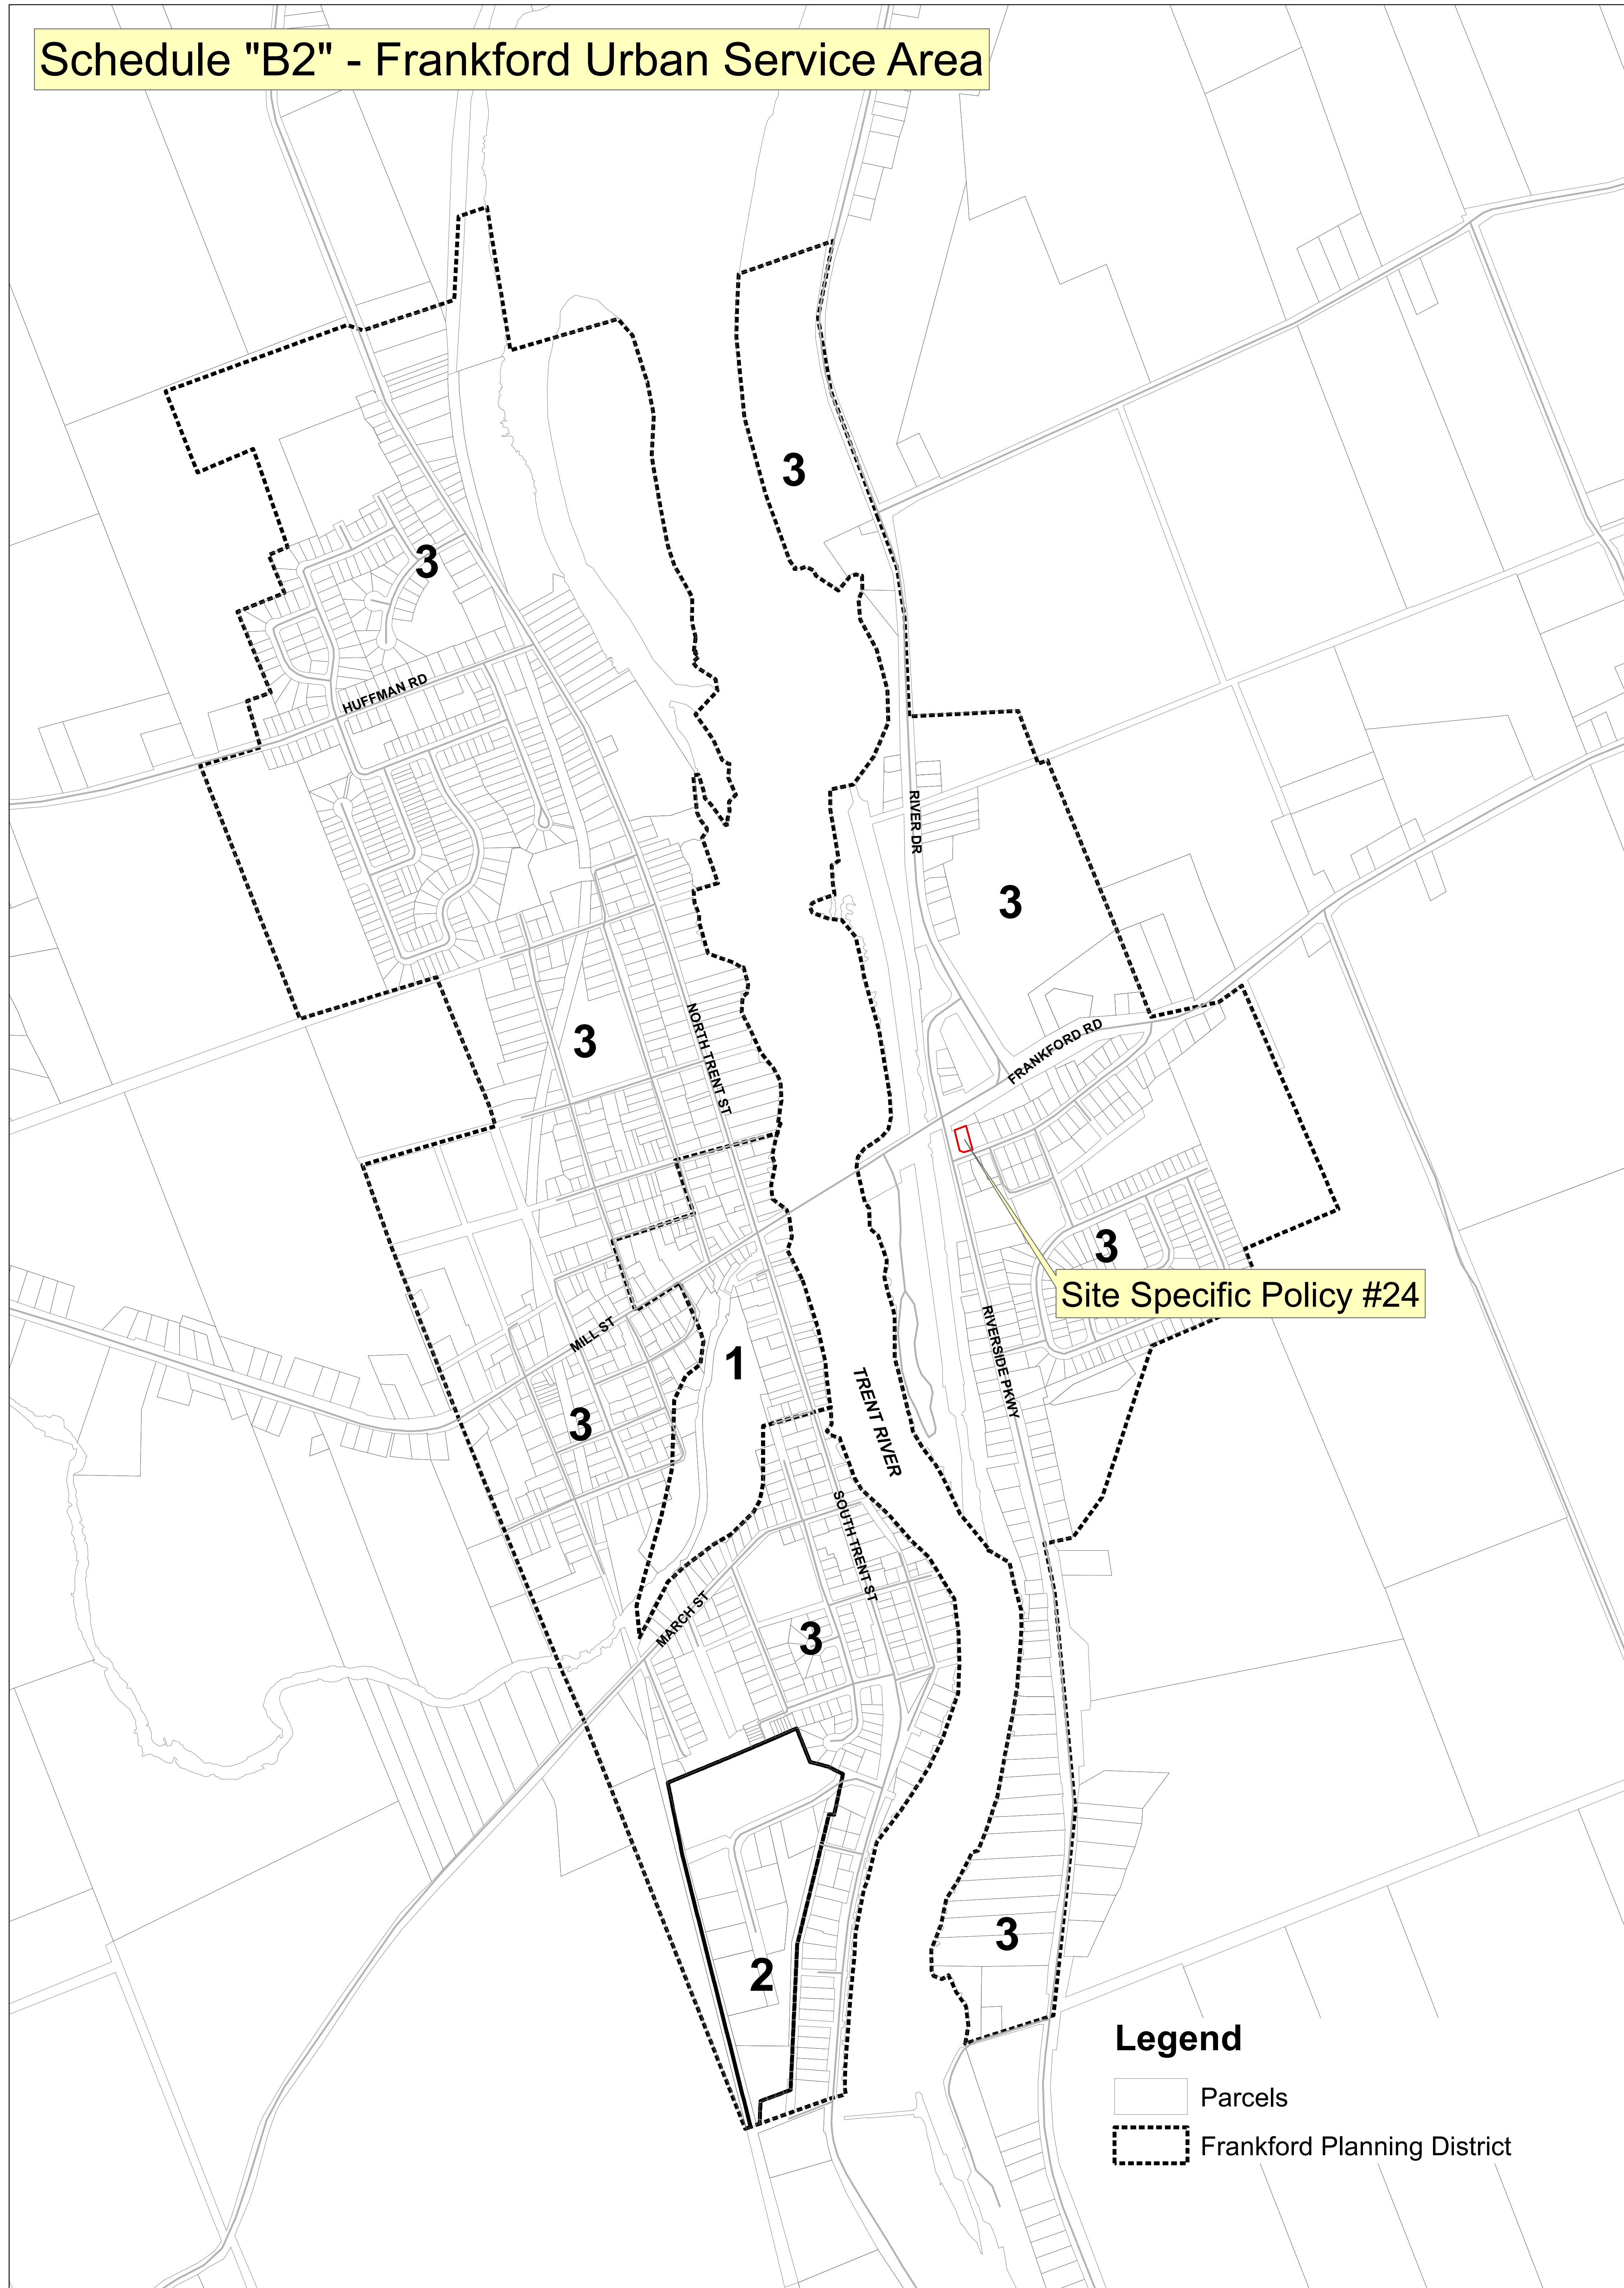 Schedule "B2" - Frankford Urban Service Area
3
3
HUFFMAN RD
RIVER DR
3
NORTH TRENT ST
3
FRANKFORD RD
3
Site Specific Policy #24
MILL ST
RIVERSIDE PKWY
1
TRENT RIVER
3
SOUTH TRENT ST
MARCH ST
3
3
2
Legend
Parcels
Frankford Planning District